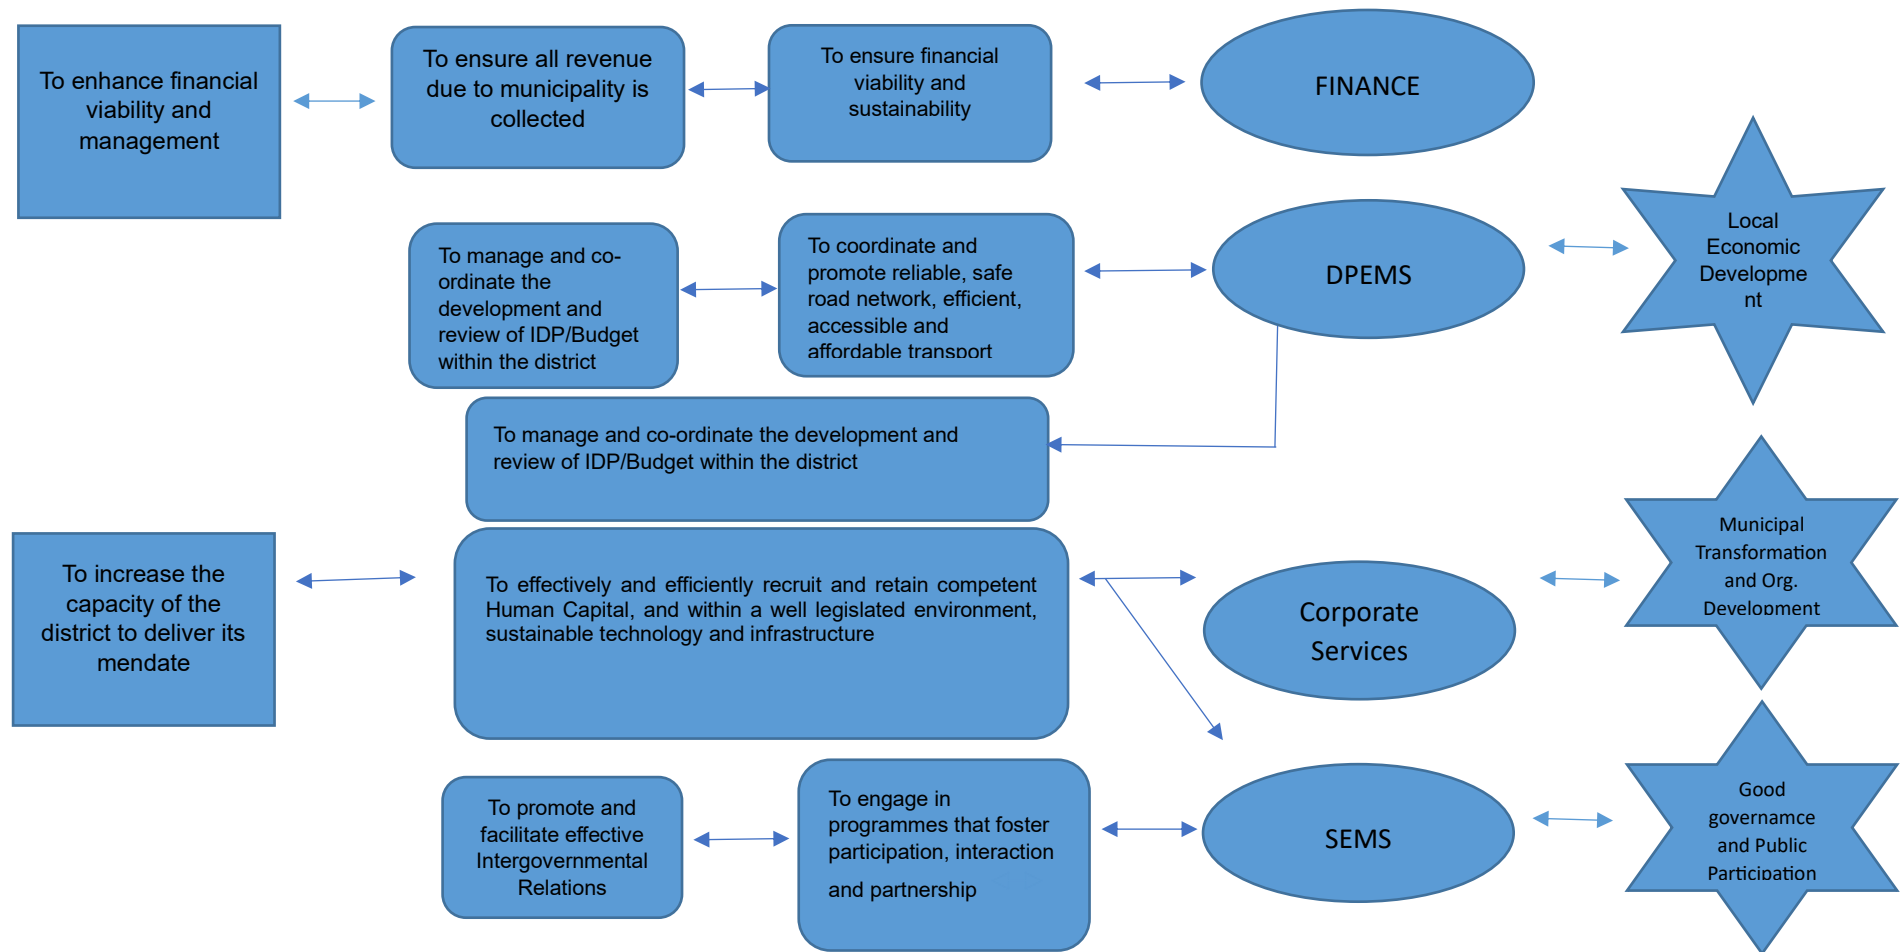 To enhance financial
viability and
management
To ensure all revenue
due to municipality is
collected
To ensure financial
viability and
sustainability
FINANCE
To manage and co-
ordinate the
development and
review of IDP/Budget
within the district
To coordinate and
promote reliable, safe
road network, efficient,
accessible and
affordable transport
DPEMS
Local
Economic
Developme
nt
To manage and co-ordinate the development and
review of IDP/Budget within the district
To increase the
capacity of the
district to deliver its
mendate
To effectively and efficiently recruit and retain competent
Human Capital, and within a well legislated environment,
sustainable technology and infrastructure
Corporate
Services
Municipal
Transformation
and Org.
Development
To promote and
facilitate effective
Intergovernmental
Relations
To engage in
programmes that foster
participation, interaction
and partnership
SEMS
Good
governamce
and Public
Participation